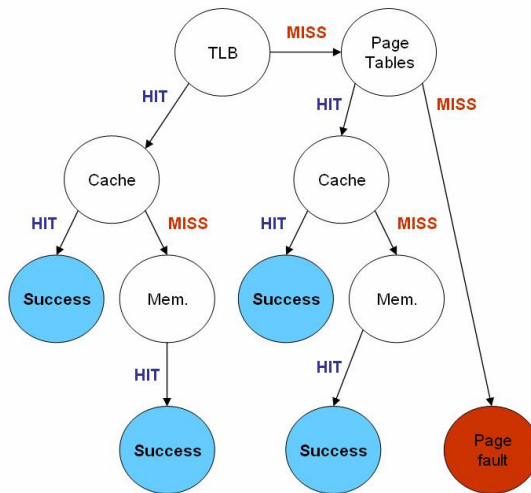 TLB
MISS
Page
Tables
HIT
HIT
MISS
Cache
Cache
HIT
MISS
HIT
MISS
Success
Mem.
Success
Mem.
HIT
HIT
Success
Success
Page
fault